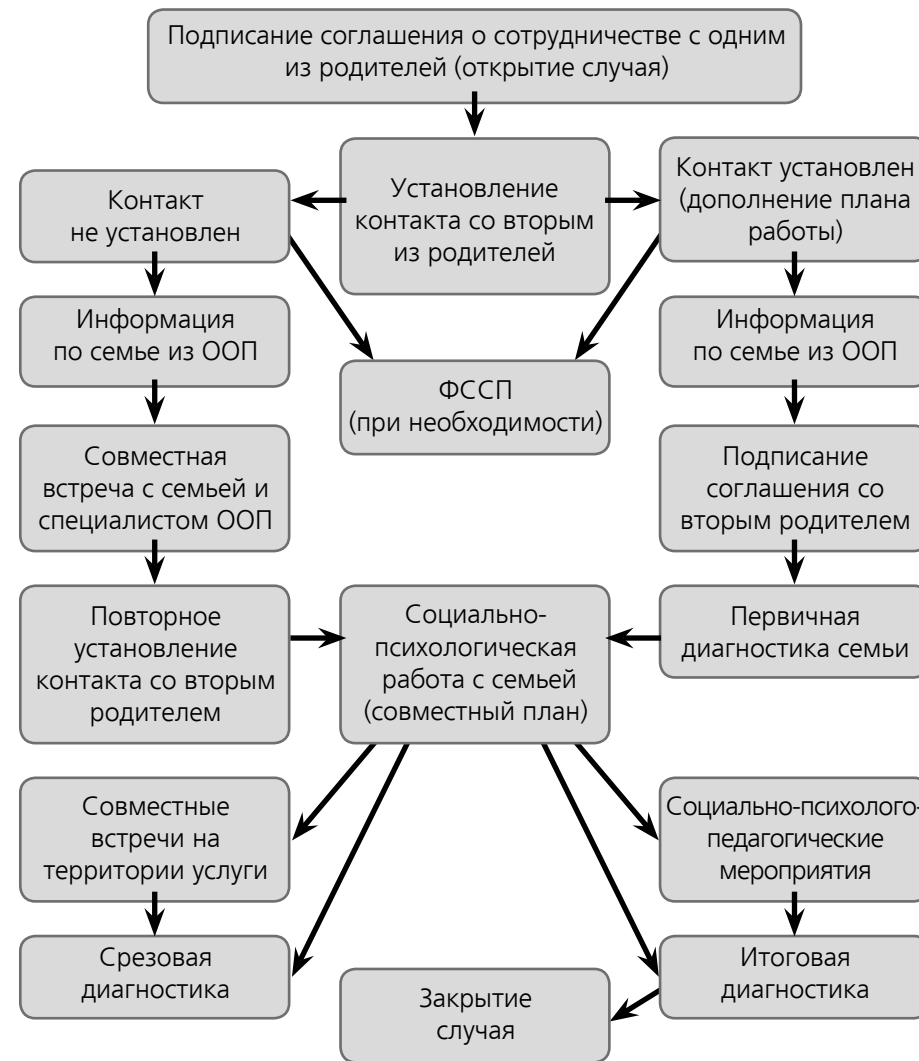 Подписание соглашения о сотрудничестве с одним
из родителей (открытие случая)
Контакт
не установлен
Установление
контакта со вторым
из родителей
Контакт установлен
(дополнение плана
работы)
Информация
по семье из ООП
ФССП
(при необходимости)
Информация
по семье из ООП
Совместная
встреча с семьей и
специалистом ООП
Подписание
соглашения со
вторым родителем
Повторное
установление
контакта со вторым
родителем
Социально-
психологическая
работа с семьей
(совместный план)
Первичная
диагностика семьи
Совместные
встречи на
территории услуги
Социально-психолого-
педагогические
мероприятия
Срезовая
диагностика
Закрытие
случая
Итоговая
диагностика